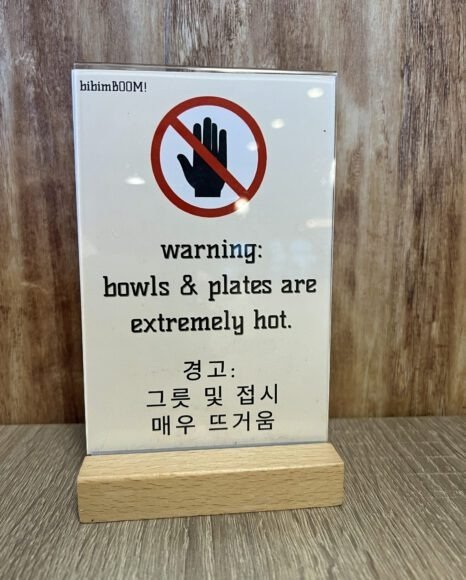 bibimBOOM!
warning:
bowls & plates are
extremely hot.
경고:
그릇 및 접시
매우 뜨거움